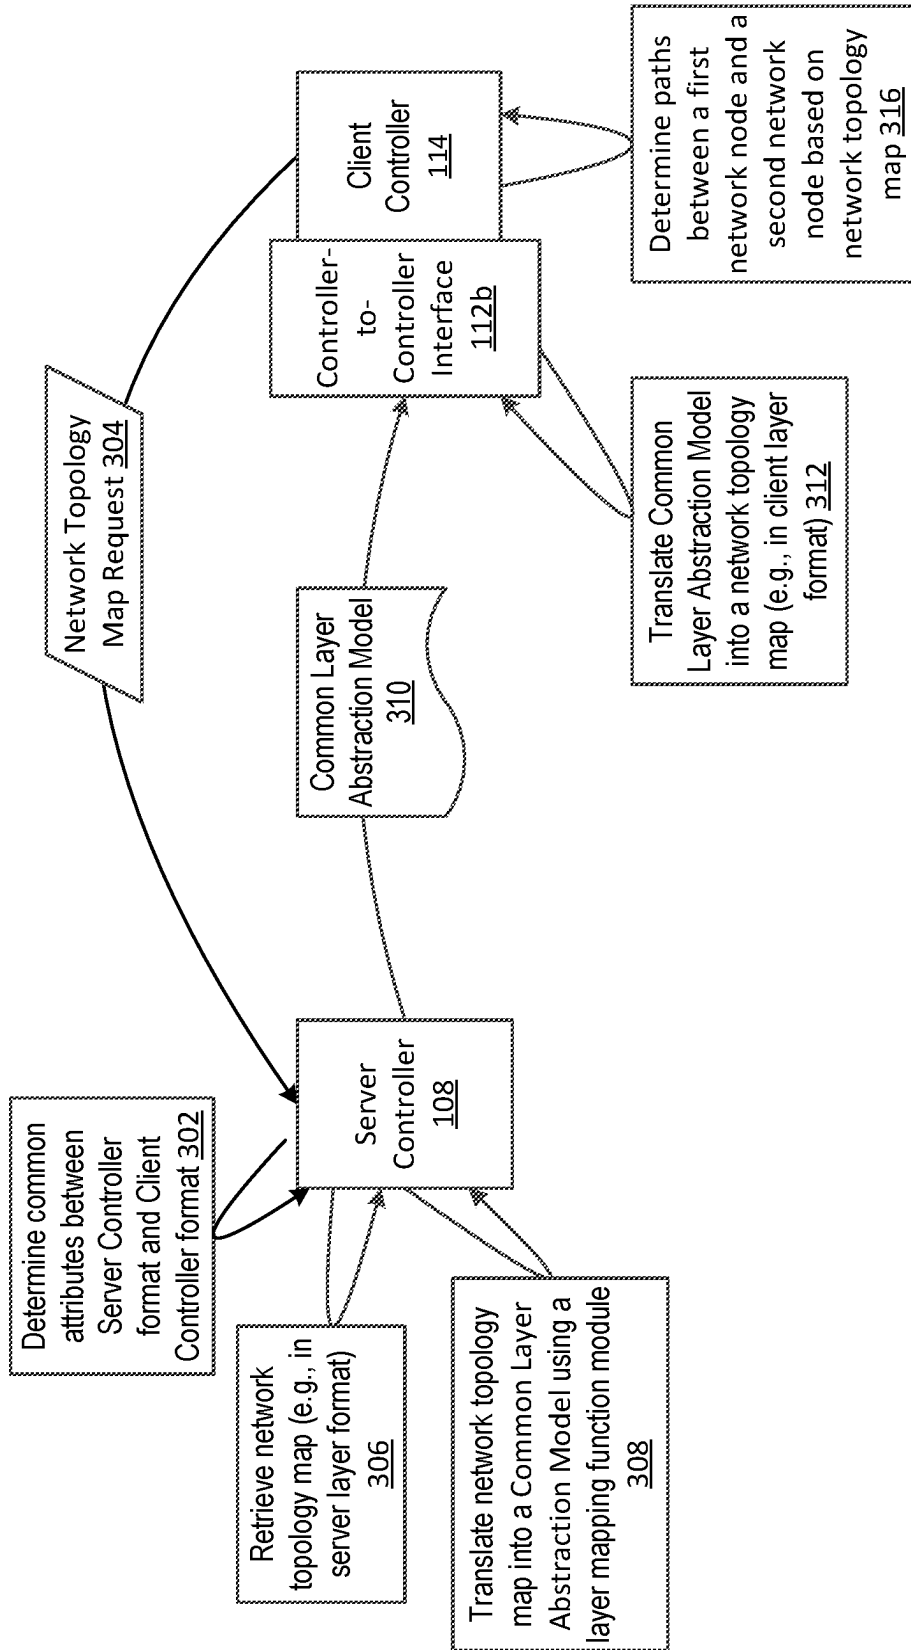 Determine common
attributes between
Server Controller
format and Client
Controller format 302
Network Topology
Map Request 304
Retrieve network
topology map (e.g., in
server layer format)
306
Translate network topology
map into a Common Layer
Abstraction Model using a
layer mapping function module
308
Server
Controller
108
Common Layer
Abstraction Model
310
Controller-
to-
Controller
Interface
112b
Client
Controller
114
Translate Common
Layer Abstraction Model
into a network topology
map (e.g., in client layer
format) 312
Determine paths
between a first
network node and a
second network
node based on
network topology
map 316